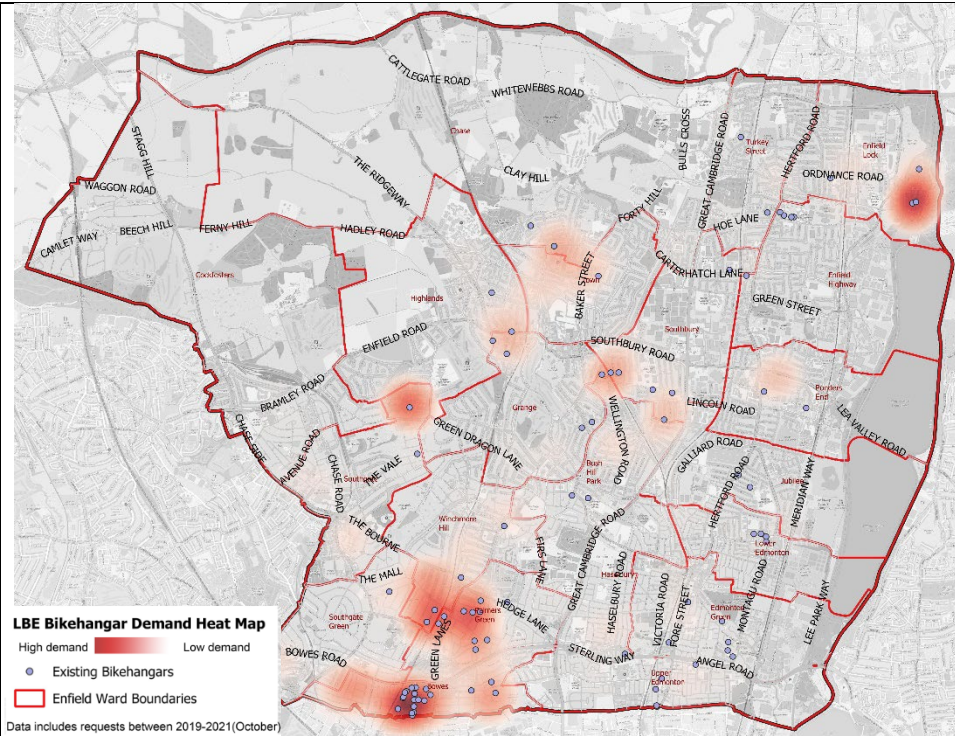 CATTLEGATE ROAD
WHITEWEBBS ROAD
Chase
BULLS CROSS
GREAT CAMBRIDGE ROAD
Turkey
Street
HERTFORD ROAD
Enfield
Lock
ORDNANCE ROAD
STAGG HILL
THE RIDGEWAY
CLAY HILL
WAGGON ROAD
CAMLET WAY
BEECH HILL
FERNY HILL
HADLEY ROAD
FORTY HILL
HOE LANE
CARTERHATCH LANE
Cockfosters
Highlands
BAKER STREET
Town
Enfield
Highway
GREEN STREET
Southbury
ENFIELD ROAD
SOUTHBURY ROAD
BRAMLEY ROAD
Ponders
End
Grange
LINCOLN ROAD
WELLINGTON ROAD
LEA VALLEY ROAD
CHASE SIDE
AVENUE ROAD
CHASE ROAD
THE VALE
Southgate
GREEN DRAGON LANE
GALLIARD ROAD
Bush
Hill
Park
HERTFORD ROAD
Jubilee
MERIDIAN WAY
Winchmore
Hill
THE BOURNE
FIRS LANE
GREAT CAMBRIDGE ROAD
Lower
Edmonton
THE MALL
Haselbury
HASELBURY ROAD
VICTORIA ROAD
FORE STREET
MONTAGU ROAD
LEE PARK WAY
Southgate
Green
Palmers
Green
HEDGE LANE
Edmonton
Green
GREEN LANES
BOWES ROAD
STERLING WAY
ANGEL ROAD
Bowes
Upper
Edmonton
LBE Bikehangar Demand Heat Map
High demand Low demand
Existing Bikehangars
Enfield Ward Boundaries
Data includes requests between 2019-2021(October)